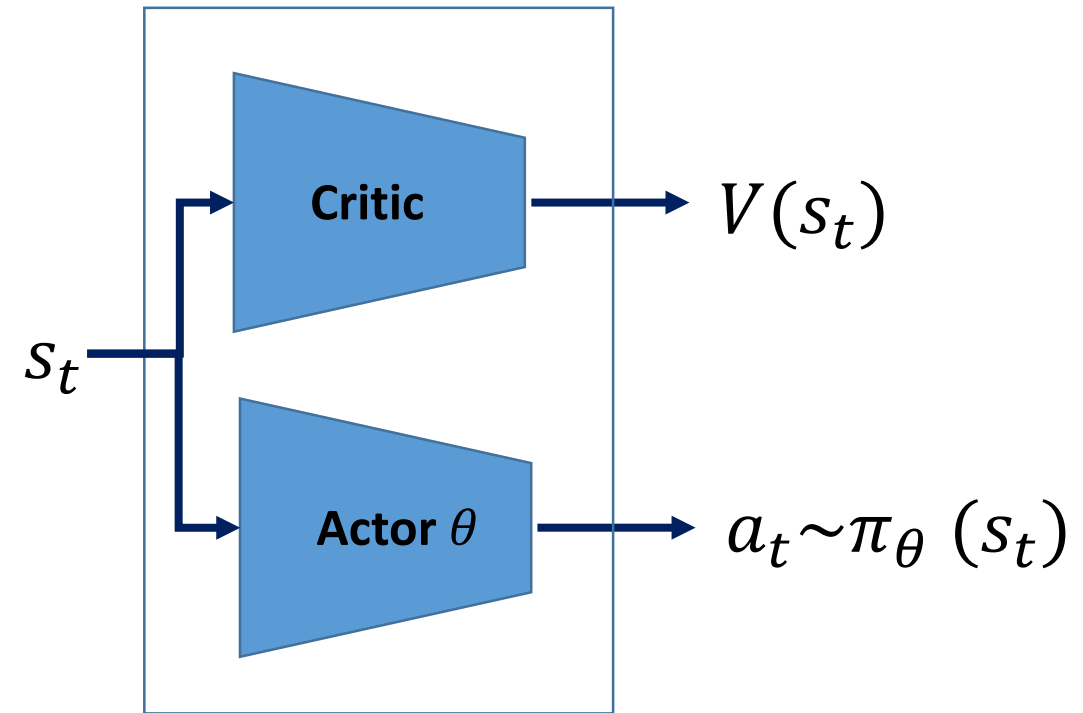 Critic
V(s_t)
s_t
Actor θ
a_t~π_θ (s_t)